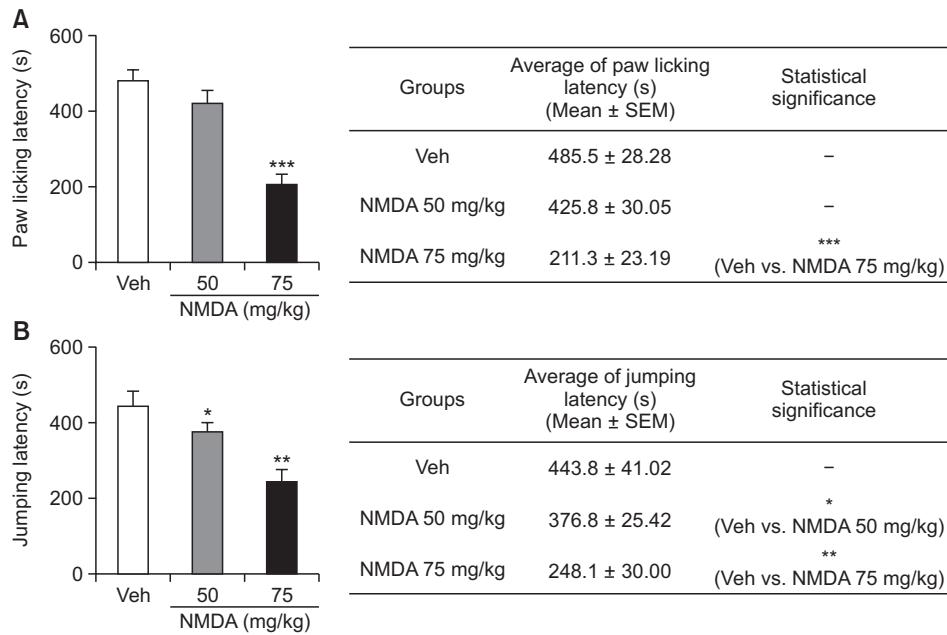 A
Paw licking latency (s)
600
400
200
0
***
Veh
50
75
NMDA (mg/kg)
Groups
Average of paw licking
latency (s)
(Mean ± SEM)
Statistical
significance
Veh
485.5 ± 28.28
–
NMDA 50 mg/kg
425.8 ± 30.05
–
NMDA 75 mg/kg
211.3 ± 23.19
***
(Veh vs. NMDA 75 mg/kg)
B
Jumping latency (s)
600
400
200
0
*
**
Veh
50
75
NMDA (mg/kg)
Groups
Average of jumping
latency (s)
(Mean ± SEM)
Statistical
significance
Veh
443.8 ± 41.02
–
NMDA 50 mg/kg
376.8 ± 25.42
*
(Veh vs. NMDA 50 mg/kg)
NMDA 75 mg/kg
248.1 ± 30.00
**
(Veh vs. NMDA 75 mg/kg)